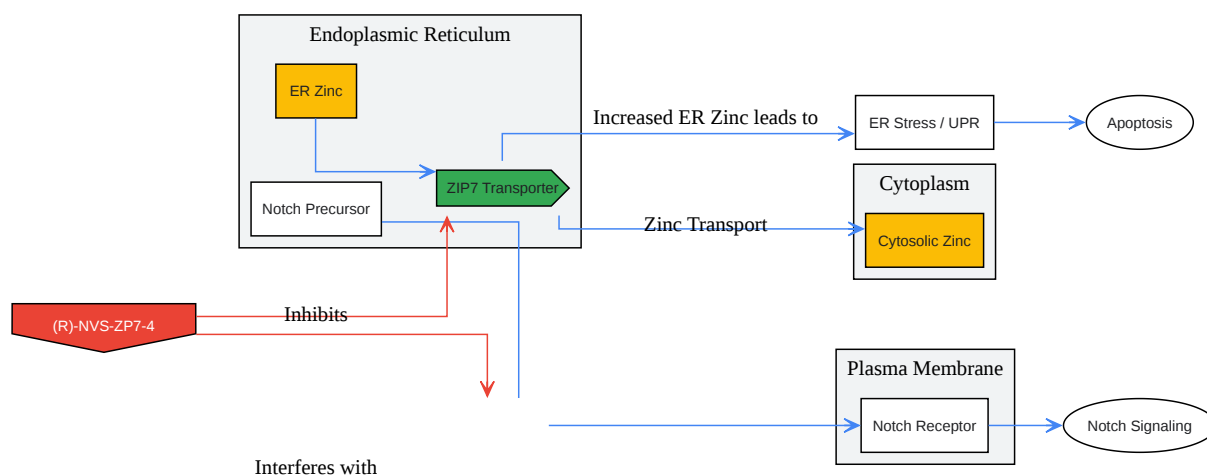 Endoplasmic Reticulum
ER Zinc
Increased ER Zinc leads to
ER Stress / UPR
Apoptosis
ZIP7 Transporter
Notch Precursor
Cytoplasm
Zinc Transport
Cytosolic Zinc
Inhibits
(R)-NVS-ZP7-4
Plasma Membrane
Notch Receptor
Notch Signaling
Interferes with